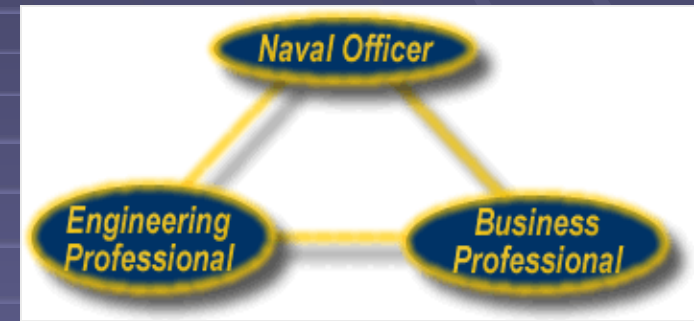 Naval Officer
Engineering
Professional
Business
Professional